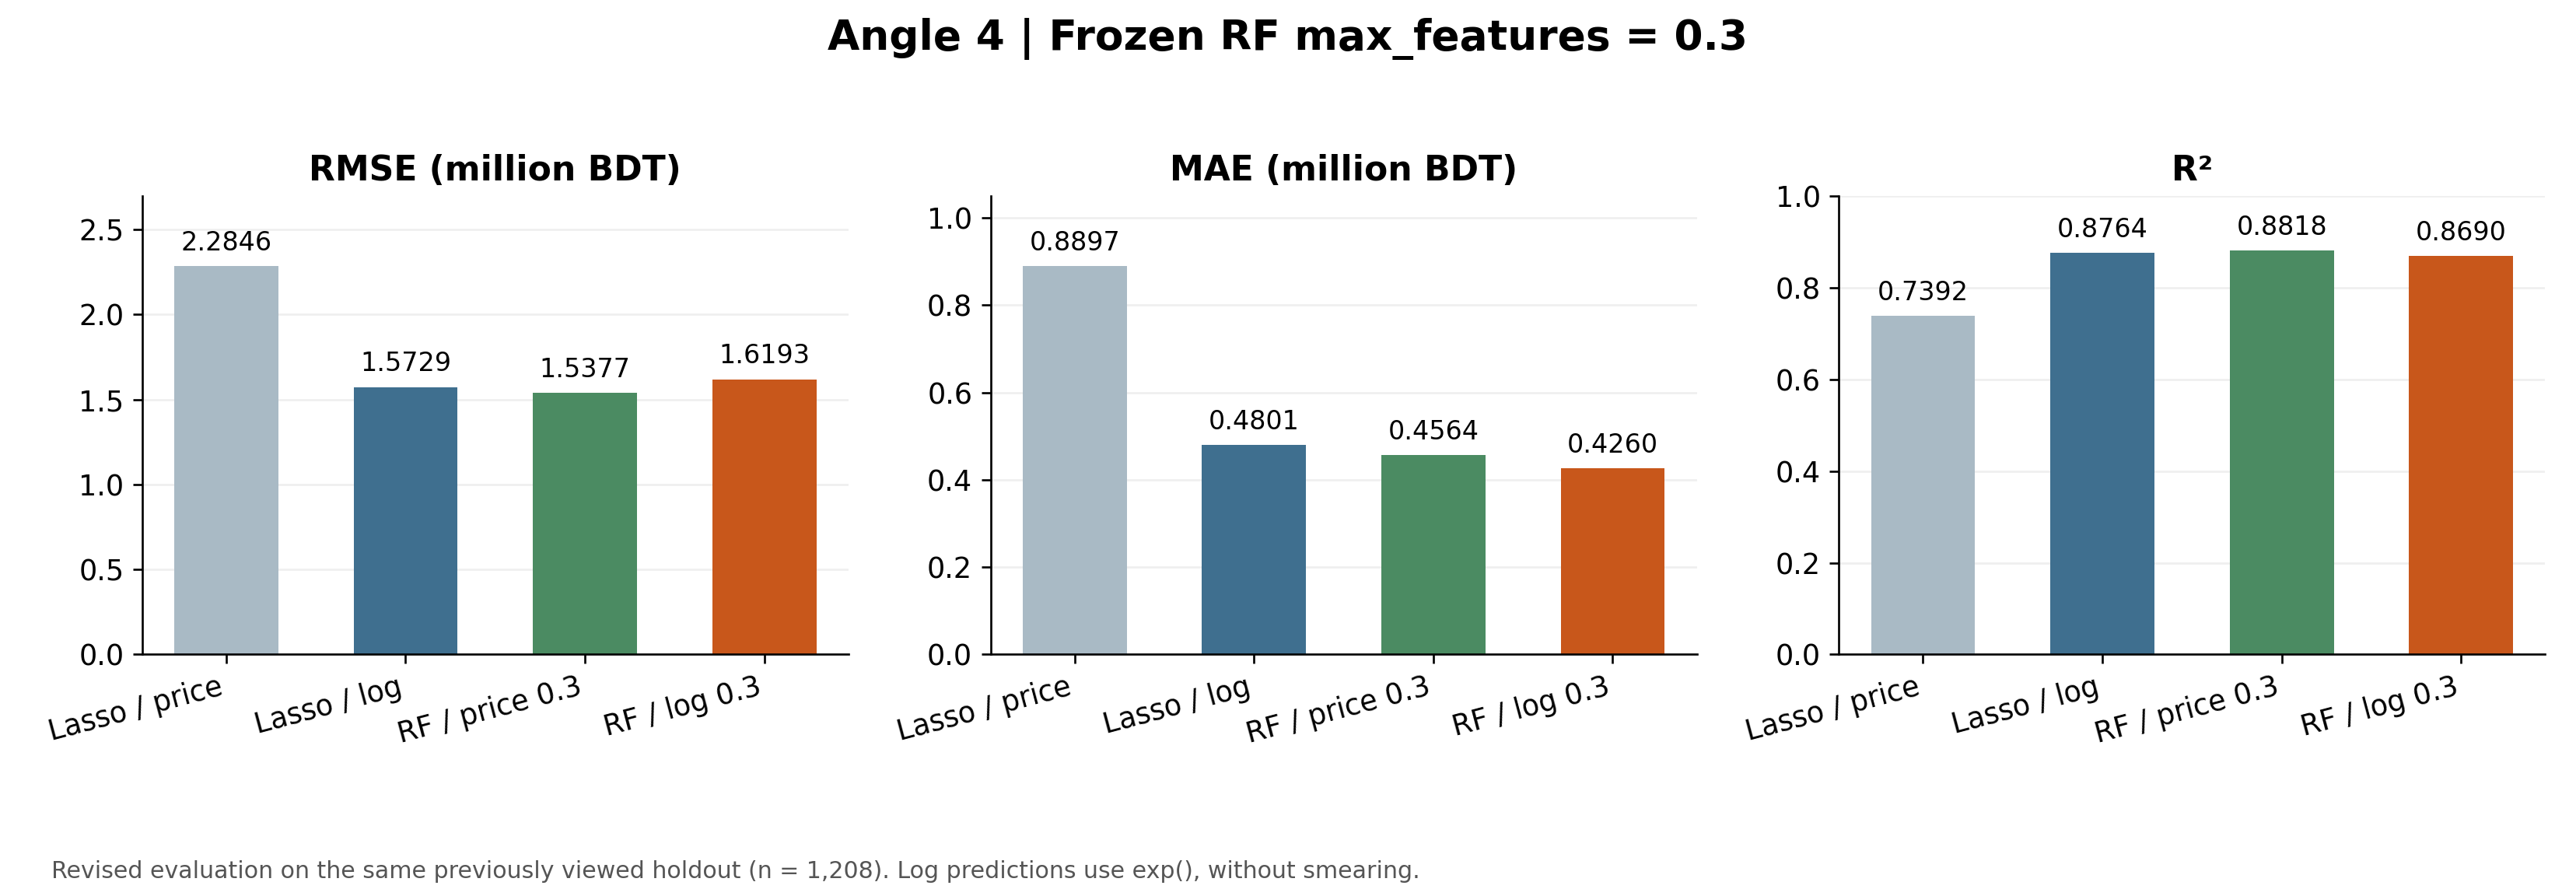 Angle 4 | Frozen RF max_features = 0.3
RMSE (million BDT)
2.5
2.0
1.5
1.0
0.5
0.0
2.2846
1.5729
1.5377
1.6193
Lasso / price
Lasso / log
RF / price 0.3
RF / log 0.3
MAE (million BDT)
1.0
0.8
0.6
0.4
0.2
0.0
0.8897
0.4801
0.4564
0.4260
Lasso / price
Lasso / log
RF / price 0.3
RF / log 0.3
R²
1.0
0.8
0.6
0.4
0.2
0.0
0.7392
0.8764
0.8818
0.8690
Lasso / price
Lasso / log
RF / price 0.3
RF / log 0.3
Revised evaluation on the same previously viewed holdout (n = 1,208). Log predictions use exp(), without smearing.